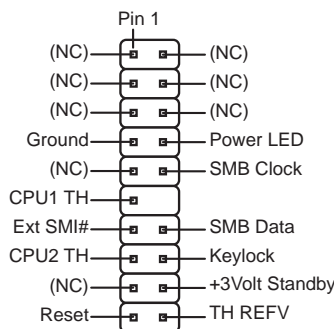 Pin 1
(NC) (NC)
(NC) (NC)
(NC) (NC)
Ground Power LED
(NC) SMB Clock
CPU1 TH
Ext SMI# SMB Data
CPU2 TH Keylock
(NC) +3Volt Standby
Reset TH REFV